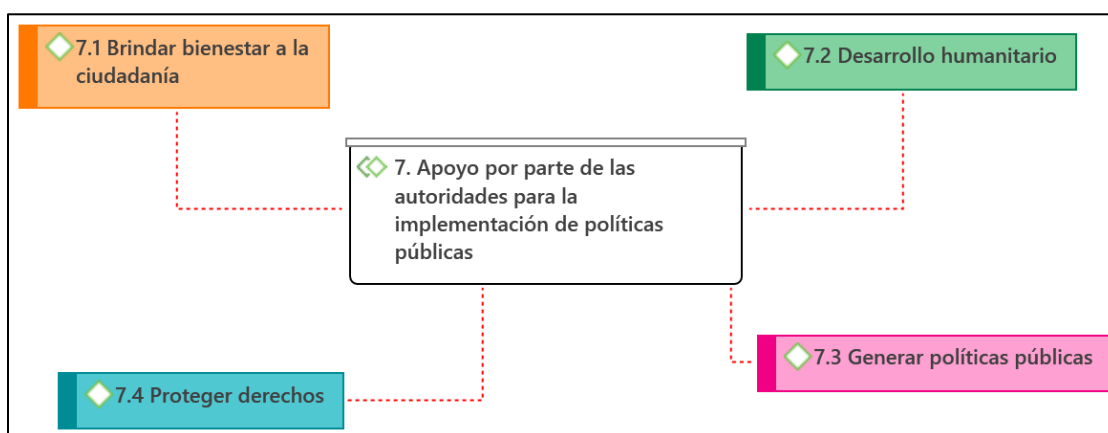 7.1 Brindar bienestar a la
ciudadanía
7.2 Desarrollo humanitario
7. Apoyo por parte de las
autoridades para la
implementación de políticas
públicas
7.3 Generar políticas públicas
7.4 Proteger derechos